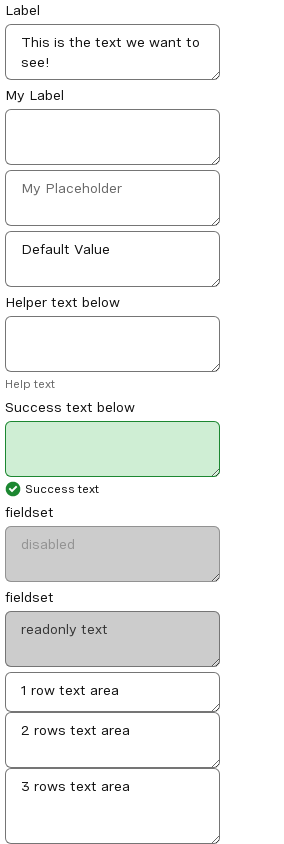 Label
This is the text we want to
see!
My Label
My Placeholder
Default Value
Helper text below
Help text
Success text below
Success text
fieldset
disabled
fieldset
readonly text
1 row text area
2 rows text area
3 rows text area